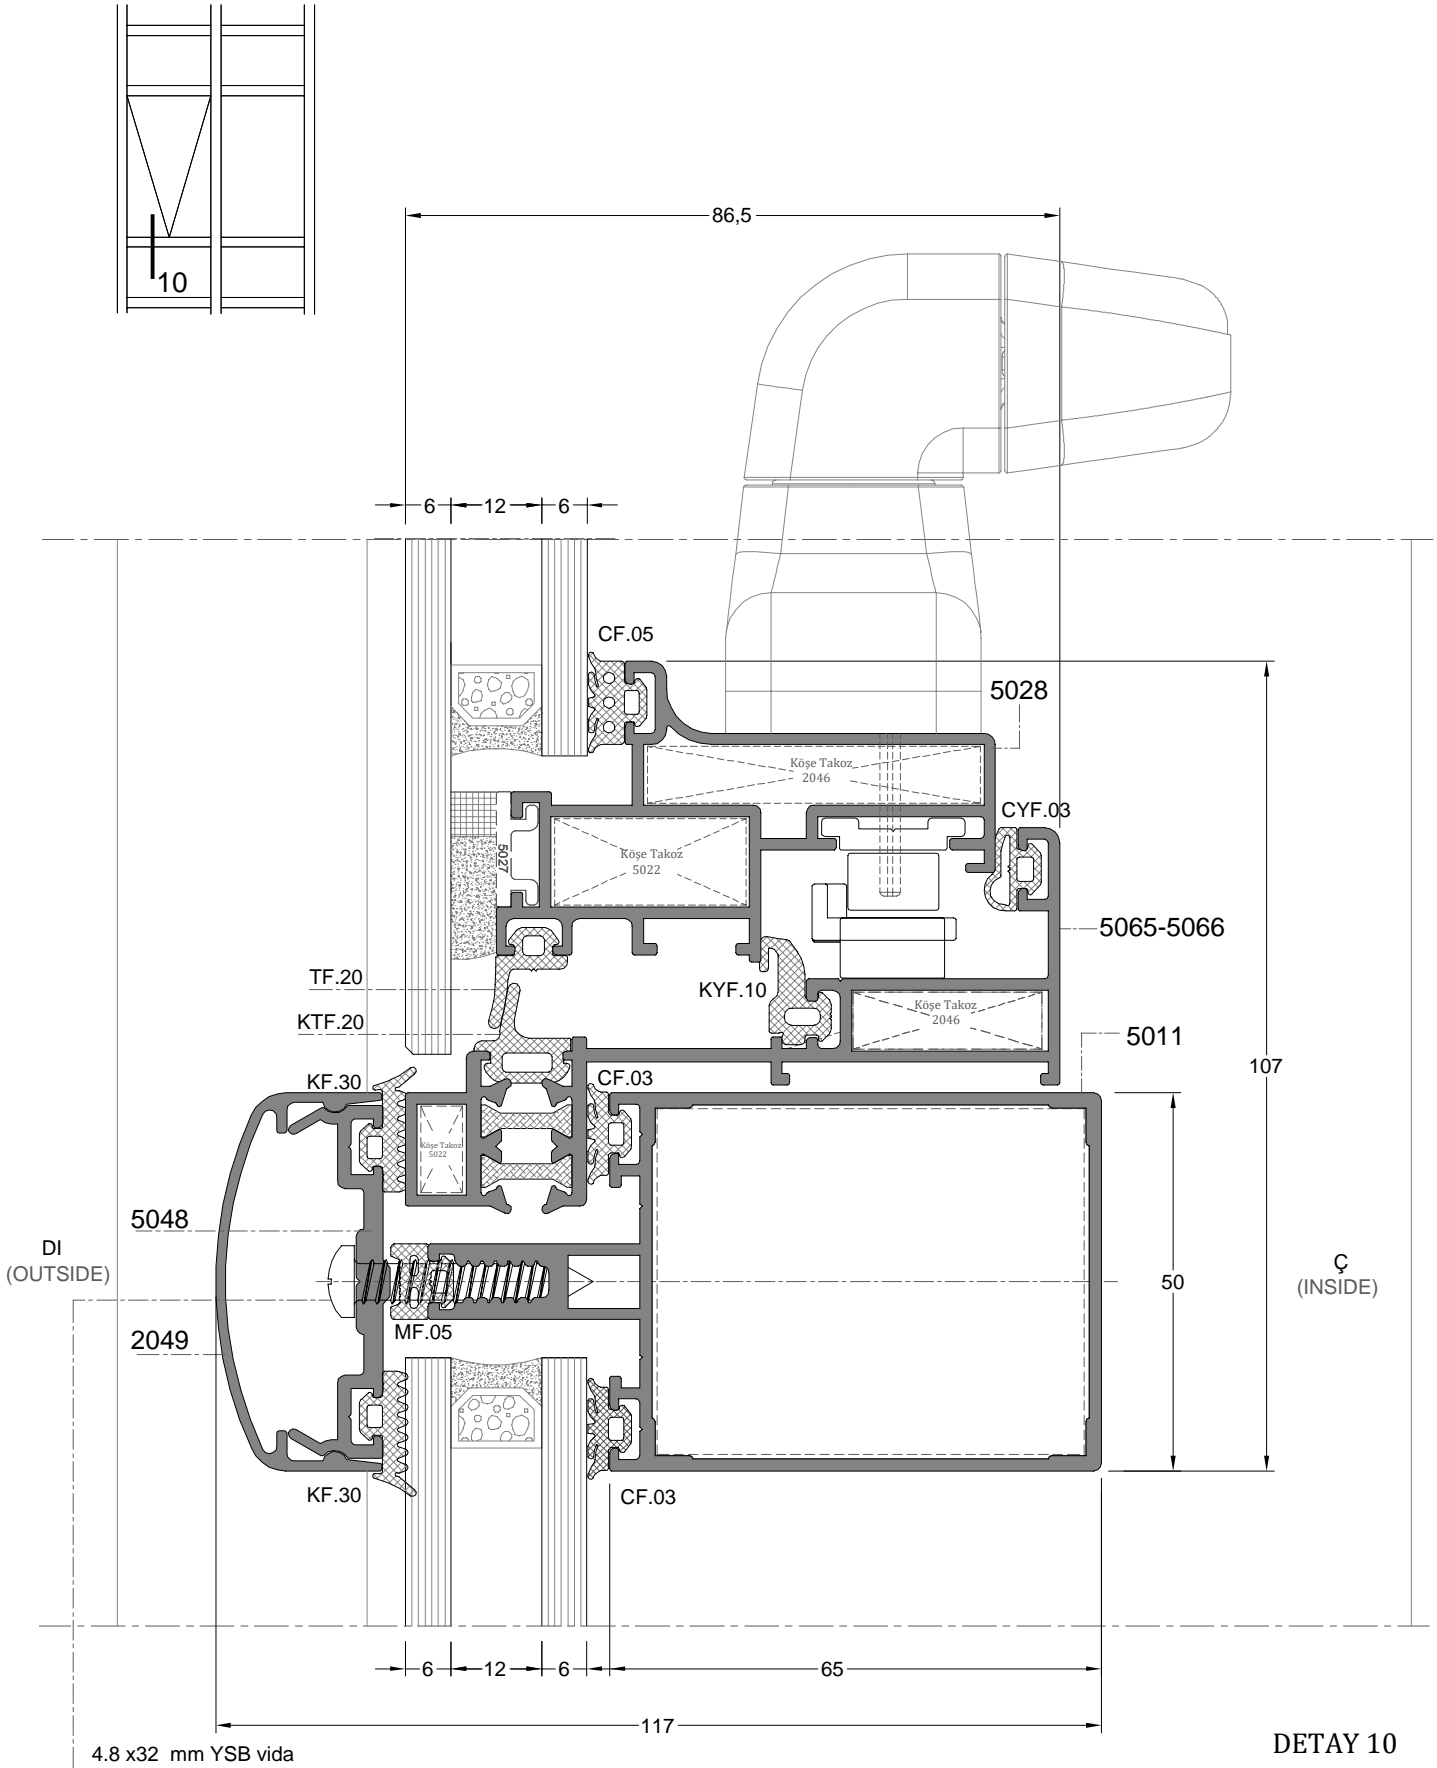 10
86,5
6
12
6
CF.05
5028
Köşe Takoz
2046
CYF.03
Köşe Takoz
5022
5027
5065-5066
TF.20
KYF.10
Köşe Takoz
2046
KTF.20
5011
107
KF.30
CF.03
Köşe Takoz
5022
5048
DI
(OUTSIDE)
Ç
(INSIDE)
50
MF.05
2049
KF.30
CF.03
6
12
6
65
117
4.8 x32 mm YSB vida
DETAY 10